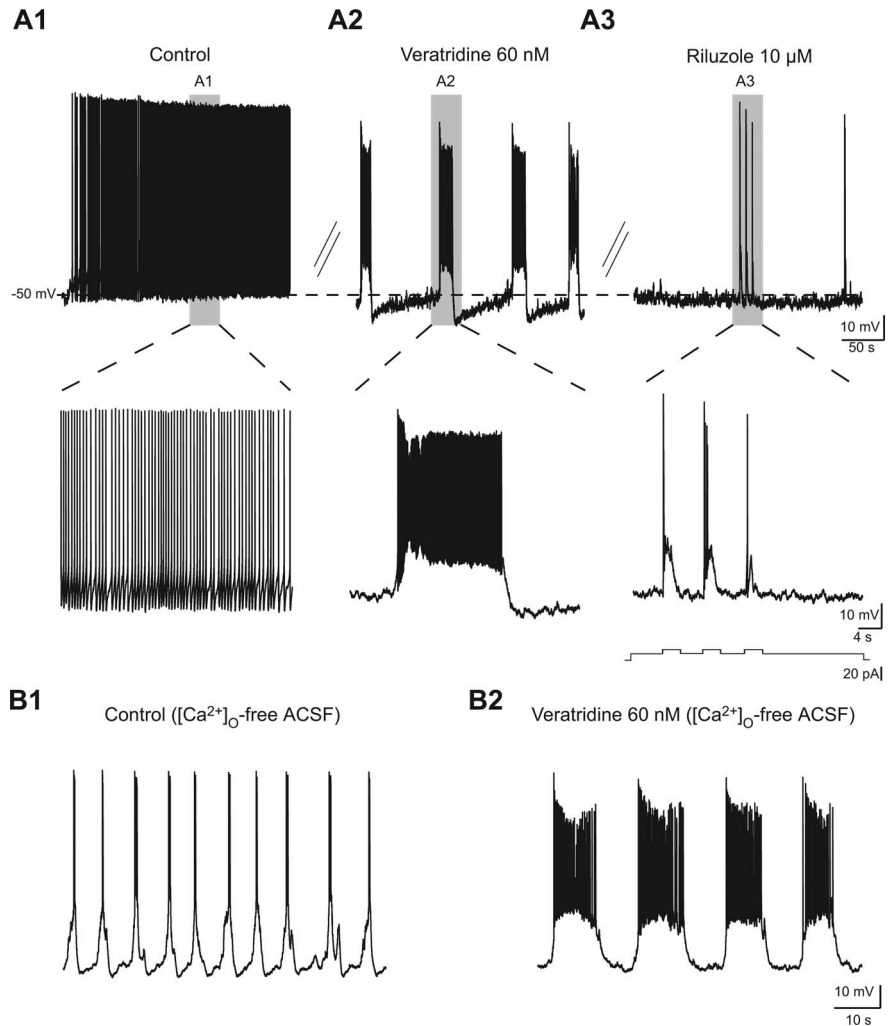 A1
A2
A3
Control
Veratridine 60 nM
Riluzole 10 µM
A1
A2
A3
-50 mV
10 mV
50 s
10 mV
4 s
20 pA
B1
B2
Control ([Ca²⁺]O-free ACSF)
Veratridine 60 nM ([Ca²⁺]O-free ACSF)
10 mV
10 s